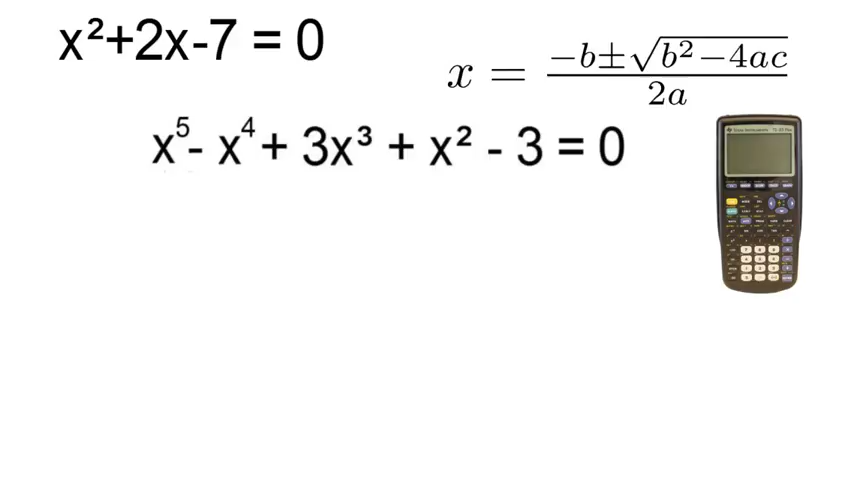 x²+2x-7 = 0
x = −b±√b²−4ac / 2a
x⁵- x⁴+ 3x³ + x² - 3 = 0